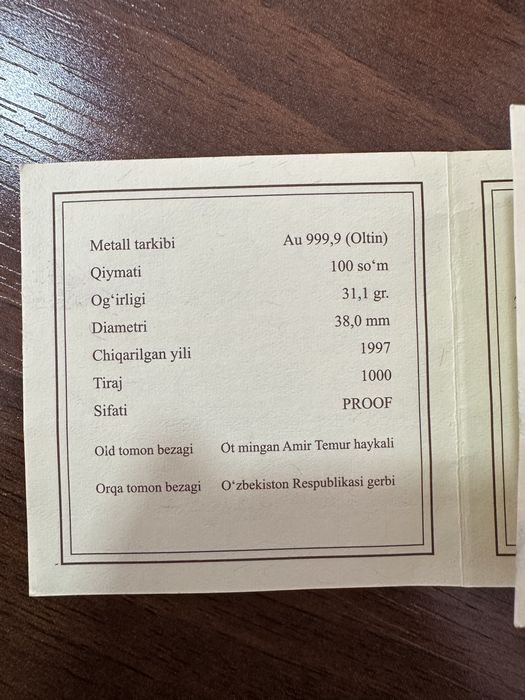 Metall tarkibi Au 999,9 (Oltin)
Qiymati 100 so‘m
Og‘irligi 31,1 gr.
Diametri 38,0 mm
Chiqarilgan yili 1997
Tiraj 1000
Sifati PROOF
Old tomon bezagi Ot mingan Amir Temur haykali
Orqa tomon bezagi O‘zbekiston Respublikasi gerbi